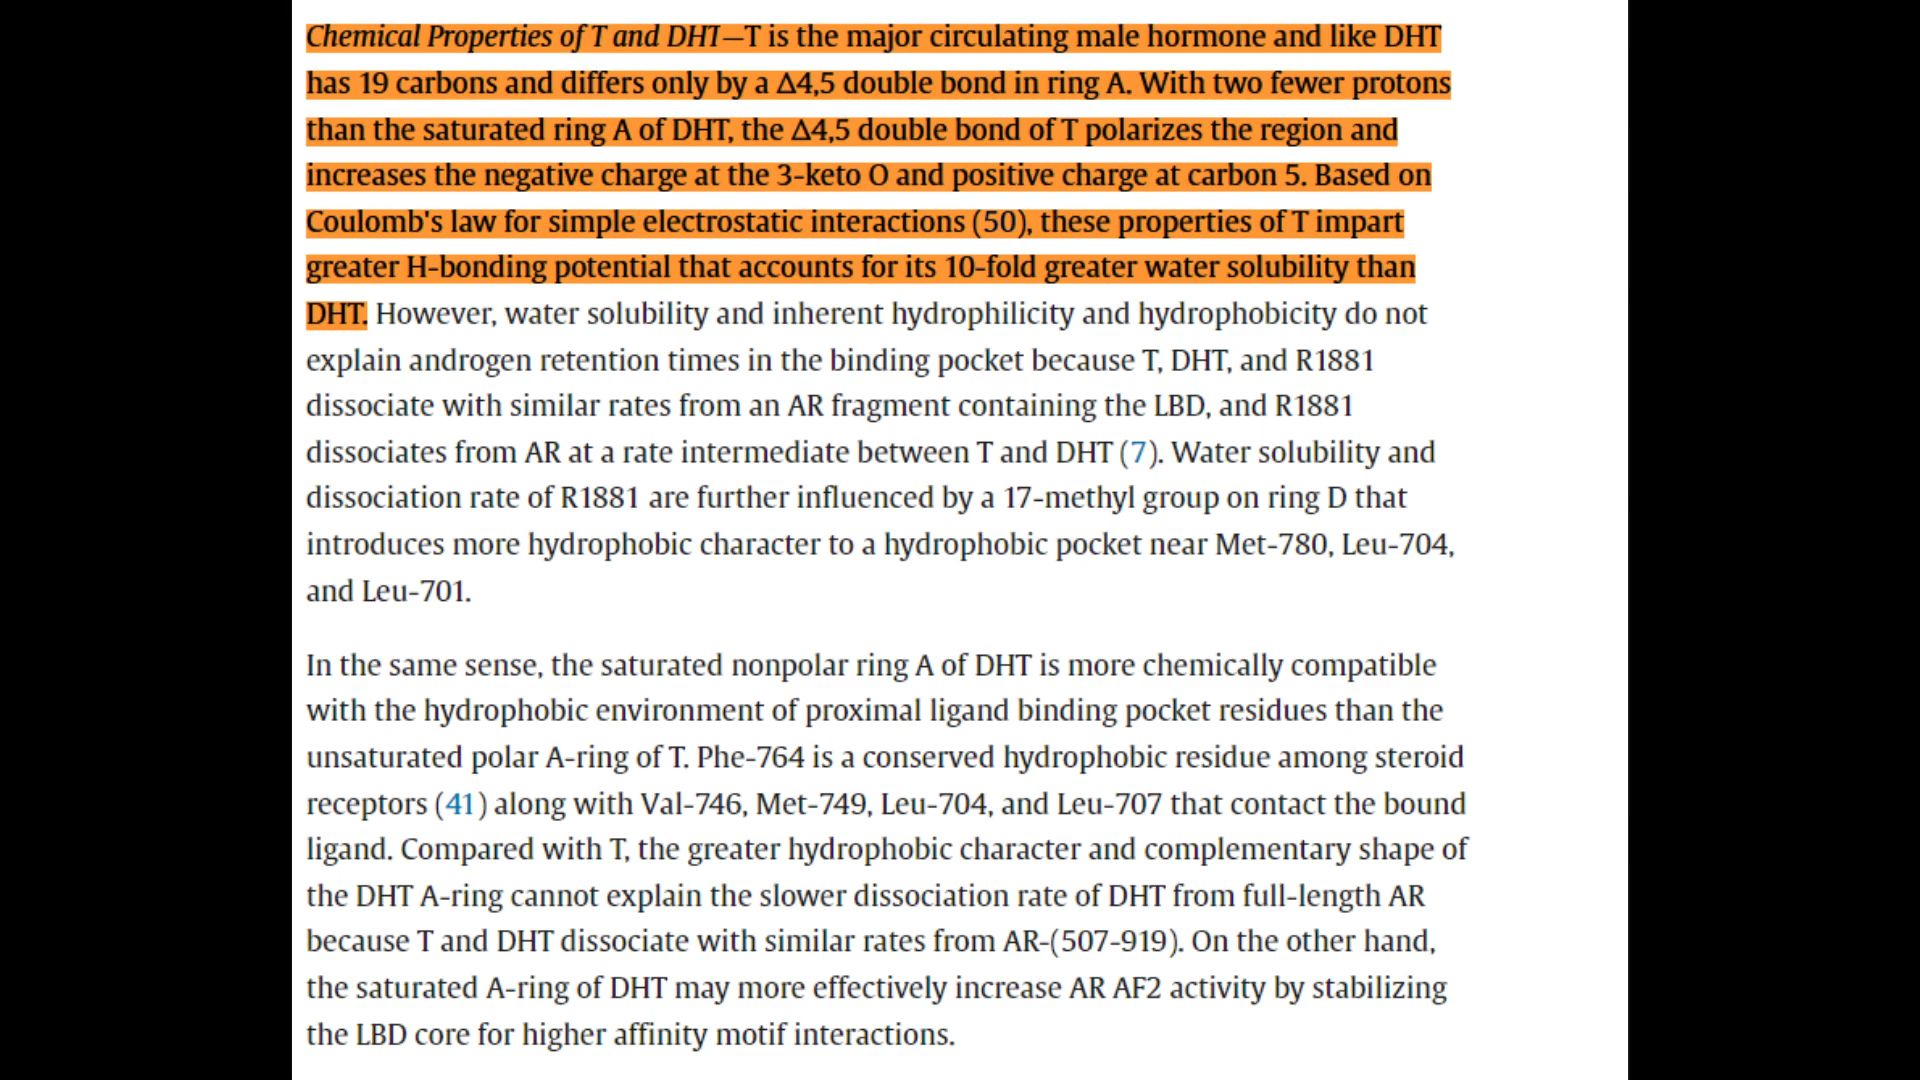 Chemical Properties of T and DHT—T is the major circulating male hormone and like DHT
has 19 carbons and differs only by a Δ4,5 double bond in ring A. With two fewer protons
than the saturated ring A of DHT, the Δ4,5 double bond of T polarizes the region and
increases the negative charge at the 3-keto O and positive charge at carbon 5. Based on
Coulomb's law for simple electrostatic interactions (50), these properties of T impart
greater H-bonding potential that accounts for its 10-fold greater water solubility than
DHT. However, water solubility and inherent hydrophilicity and hydrophobicity do not
explain androgen retention times in the binding pocket because T, DHT, and R1881
dissociate with similar rates from an AR fragment containing the LBD, and R1881
dissociates from AR at a rate intermediate between T and DHT (7). Water solubility and
dissociation rate of R1881 are further influenced by a 17-methyl group on ring D that
introduces more hydrophobic character to a hydrophobic pocket near Met-780, Leu-704,
and Leu-701.
In the same sense, the saturated nonpolar ring A of DHT is more chemically compatible
with the hydrophobic environment of proximal ligand binding pocket residues than the
unsaturated polar A-ring of T. Phe-764 is a conserved hydrophobic residue among steroid
receptors (41) along with Val-746, Met-749, Leu-704, and Leu-707 that contact the bound
ligand. Compared with T, the greater hydrophobic character and complementary shape of
the DHT A-ring cannot explain the slower dissociation rate of DHT from full-length AR
because T and DHT dissociate with similar rates from AR-(507-919). On the other hand,
the saturated A-ring of DHT may more effectively increase AR AF2 activity by stabilizing
the LBD core for higher affinity motif interactions.